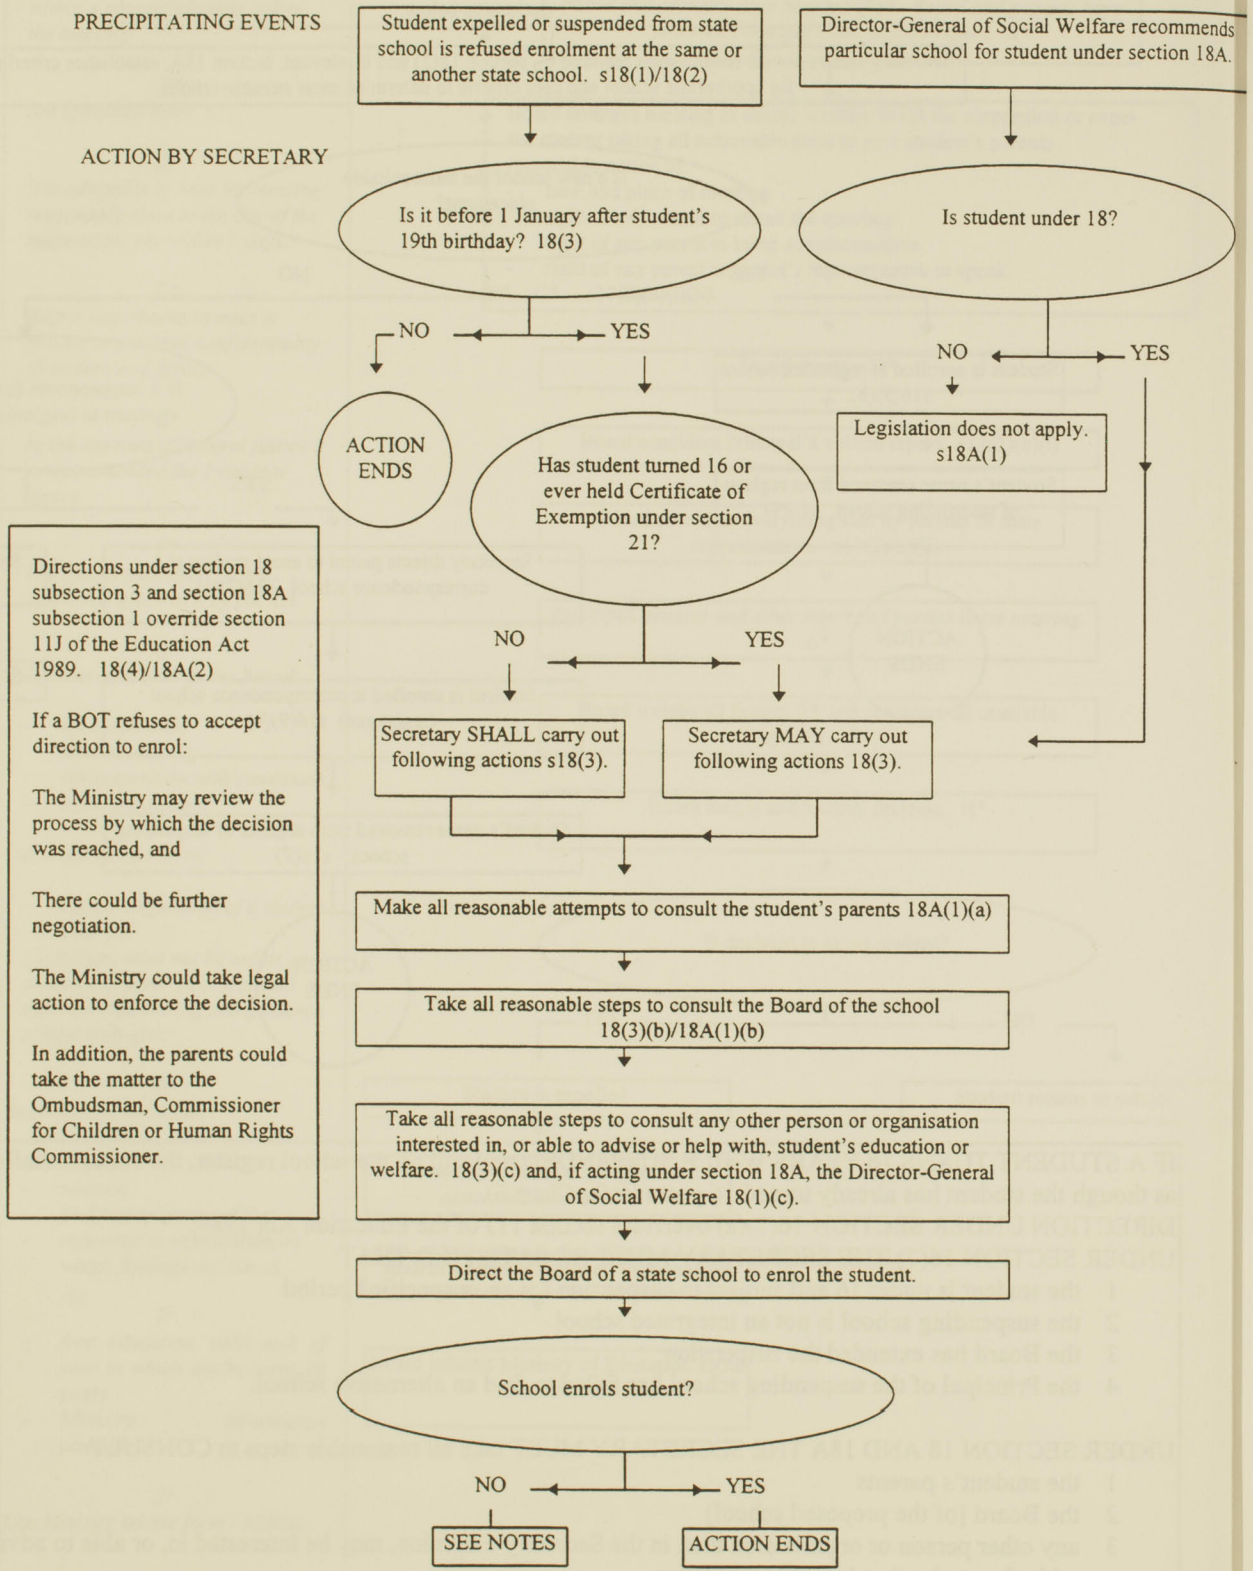 PRECIPITATING EVENTS
Student expelled or suspended from state
school is refused enrolment at the same or
another state school. s18(1)/18(2)
Director-General of Social Welfare recommends
particular school for student under section 18A.
ACTION BY SECRETARY
Is it before 1 January after student's
19th birthday? 18(3)
Is student under 18?
NO
YES
NO
YES
ACTION
ENDS
Has student turned 16 or
ever held Certificate of
Exemption under section
21?
Legislation does not apply.
s18A(1)
Directions under section 18
subsection 3 and section 18A
subsection 1 override section
11J of the Education Act
1989. 18(4)/18A(2)
If a BOT refuses to accept
direction to enrol:
The Ministry may review the
process by which the decision
was reached, and
There could be further
negotiation.
The Ministry could take legal
action to enforce the decision.
In addition, the parents could
take the matter to the
Ombudsman, Commissioner
for Children or Human Rights
Commissioner.
NO
YES
Secretary SHALL carry out
following actions s18(3).
Secretary MAY carry out
following actions 18(3).
Make all reasonable attempts to consult the student's parents 18A(1)(a)
Take all reasonable steps to consult the Board of the school
18(3)(b)/18A(1)(b)
Take all reasonable steps to consult any other person or organisation
interested in, or able to advise or help with, student's education or
welfare. 18(3)(c) and, if acting under section 18A, the Director-General
of Social Welfare 18(1)(c).
Direct the Board of a state school to enrol the student.
School enrols student?
NO
YES
SEE NOTES
ACTION ENDS